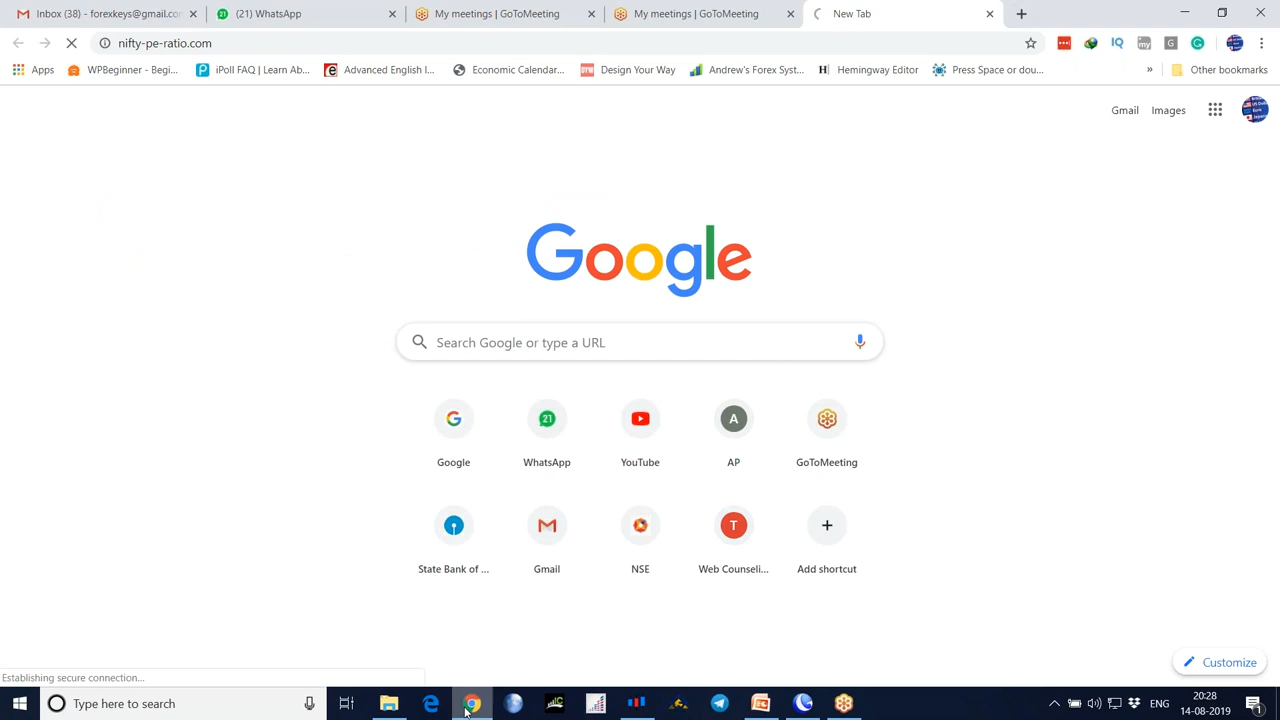 Inbox (38) - forexkeys@gmail.con
(21) WhatsApp
My meetings | GoToMeeting
My meetings | GoToMeeting
New Tab
nifty-pe-ratio.com
Apps
WPBeginner - Begi...
iPoll FAQ | Learn Ab...
Advanced English I...
Economic Calendar...
Design Your Way
Andrew's Forex Syst...
Hemingway Editor
Press Space or dou...
»
Other bookmarks
Gmail
Images
Google
Search Google or type a URL
21
A
Google
WhatsApp
YouTube
AP
GoToMeeting
T
State Bank of ...
Gmail
NSE
Web Counseli...
Add shortcut
Customize
Establishing secure connection...
Type here to search
ENG
20:28
14-08-2019